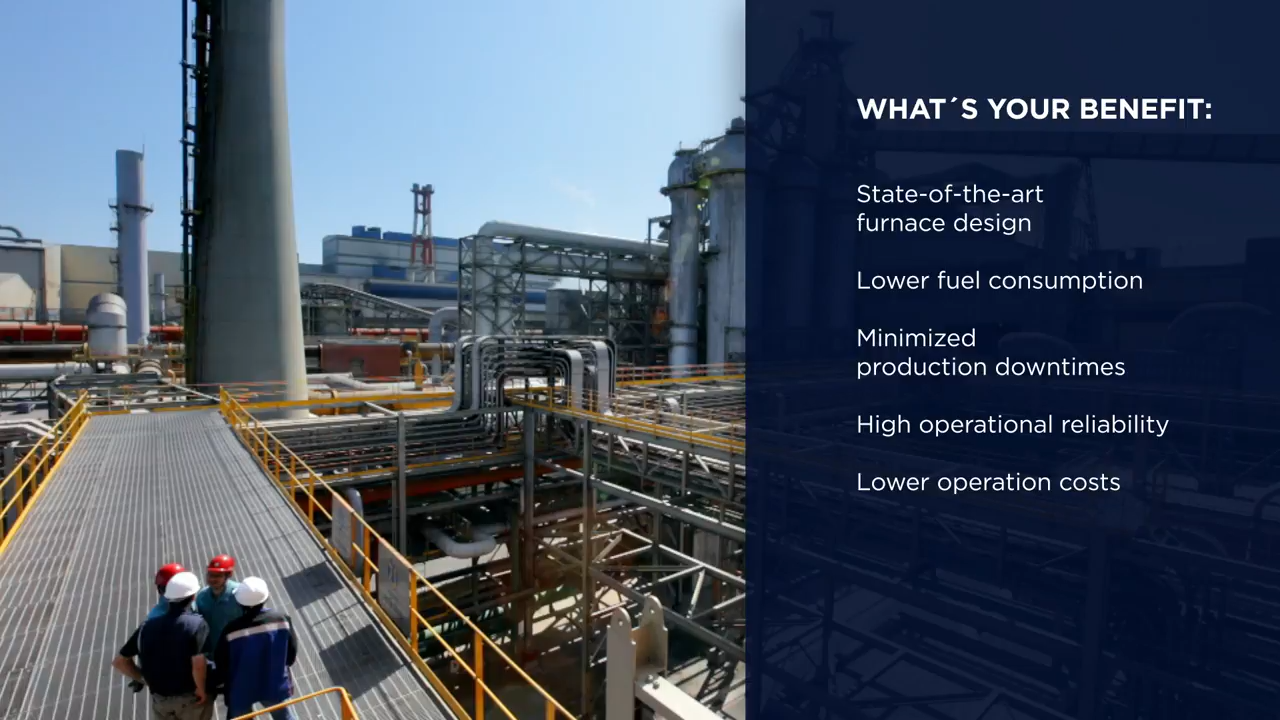 WHAT´S YOUR BENEFIT:
State-of-the-art
furnace design
Lower fuel consumption
Minimized
production downtimes
High operational reliability
Lower operation costs